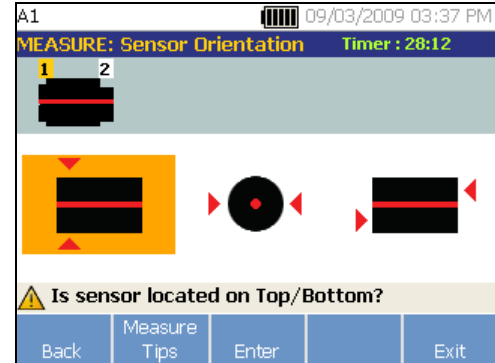 A1 09/03/2009 03:37 PM
MEASURE: Sensor Orientation Timer : 28:12
1 2
Is sensor located on Top/Bottom?
Back Measure Tips Enter Exit